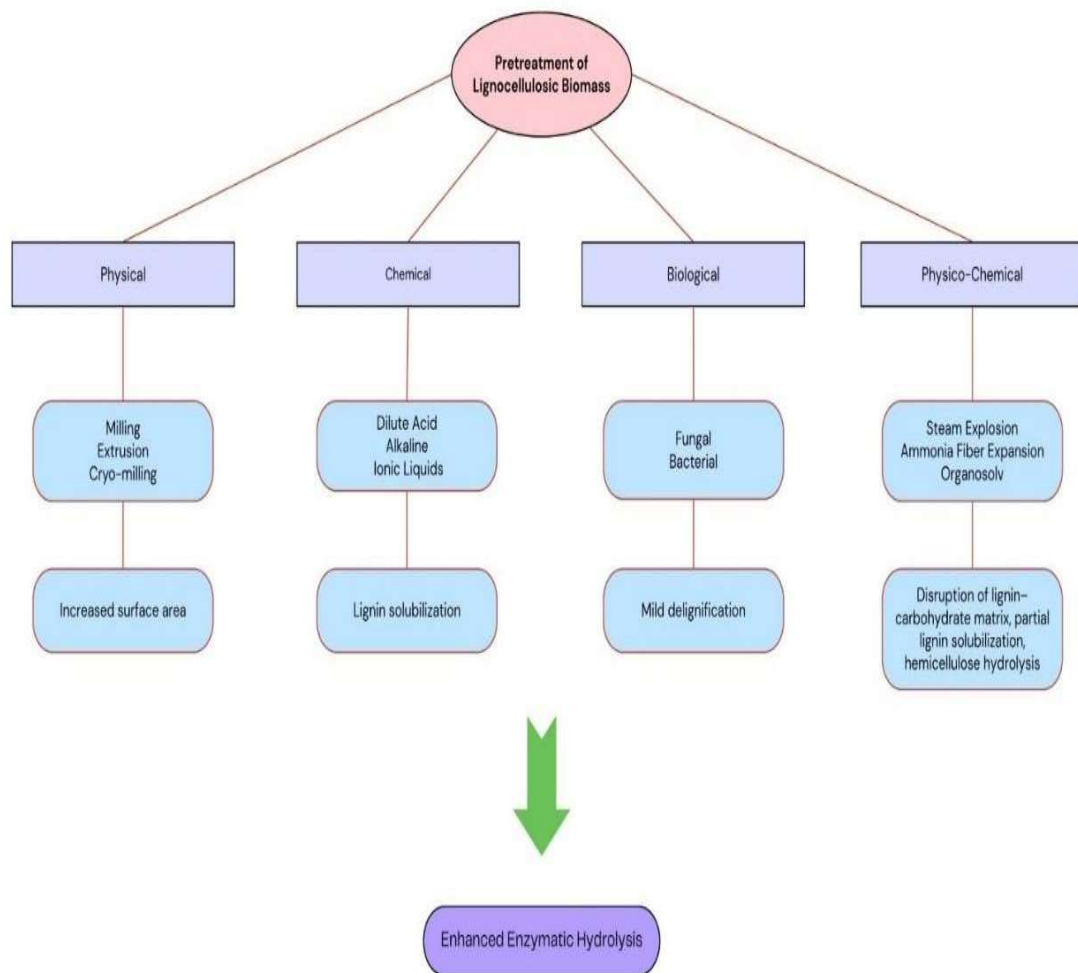 Pretreatment of
Lignocellulosic Biomass
Physical
Chemical
Biological
Physico-Chemical
Milling
Extrusion
Cryo-milling
Dilute Acid
Alkaline
Ionic Liquids
Fungal
Bacterial
Steam Explosion
Ammonia Fiber Expansion
Organosolv
Increased surface area
Lignin solubilization
Mild delignification
Disruption of lignin–
carbohydrate matrix, partial
lignin solubilization,
hemicellulose hydrolysis
Enhanced Enzymatic Hydrolysis